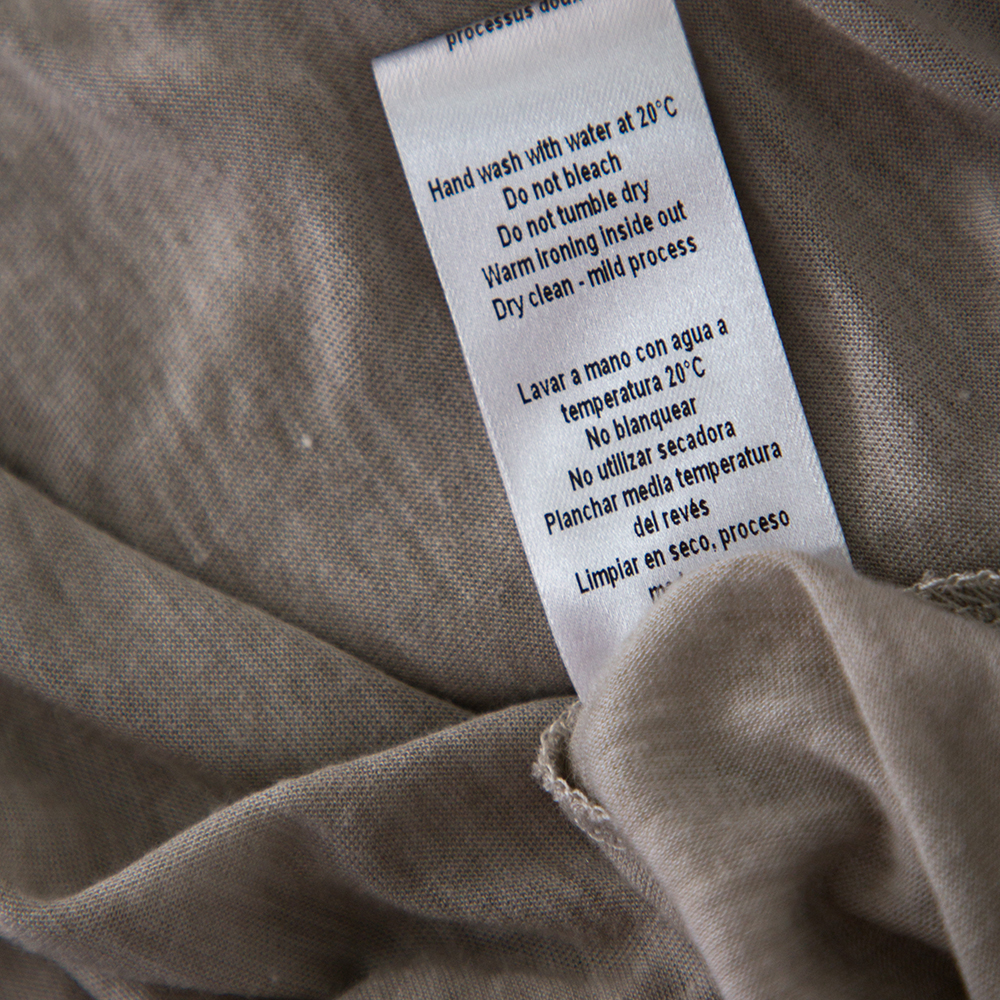 processus
Hand wash with water at 20°C
Do not bleach
Do not tumble dry
Warm Ironing Inside out
Dry clean - mild process
Lavar a mano con agua a
temperatura 20°C
No blanquear
No utilizar secadora
Planchar media temperatura
del revés
Limpiar en seco, proceso